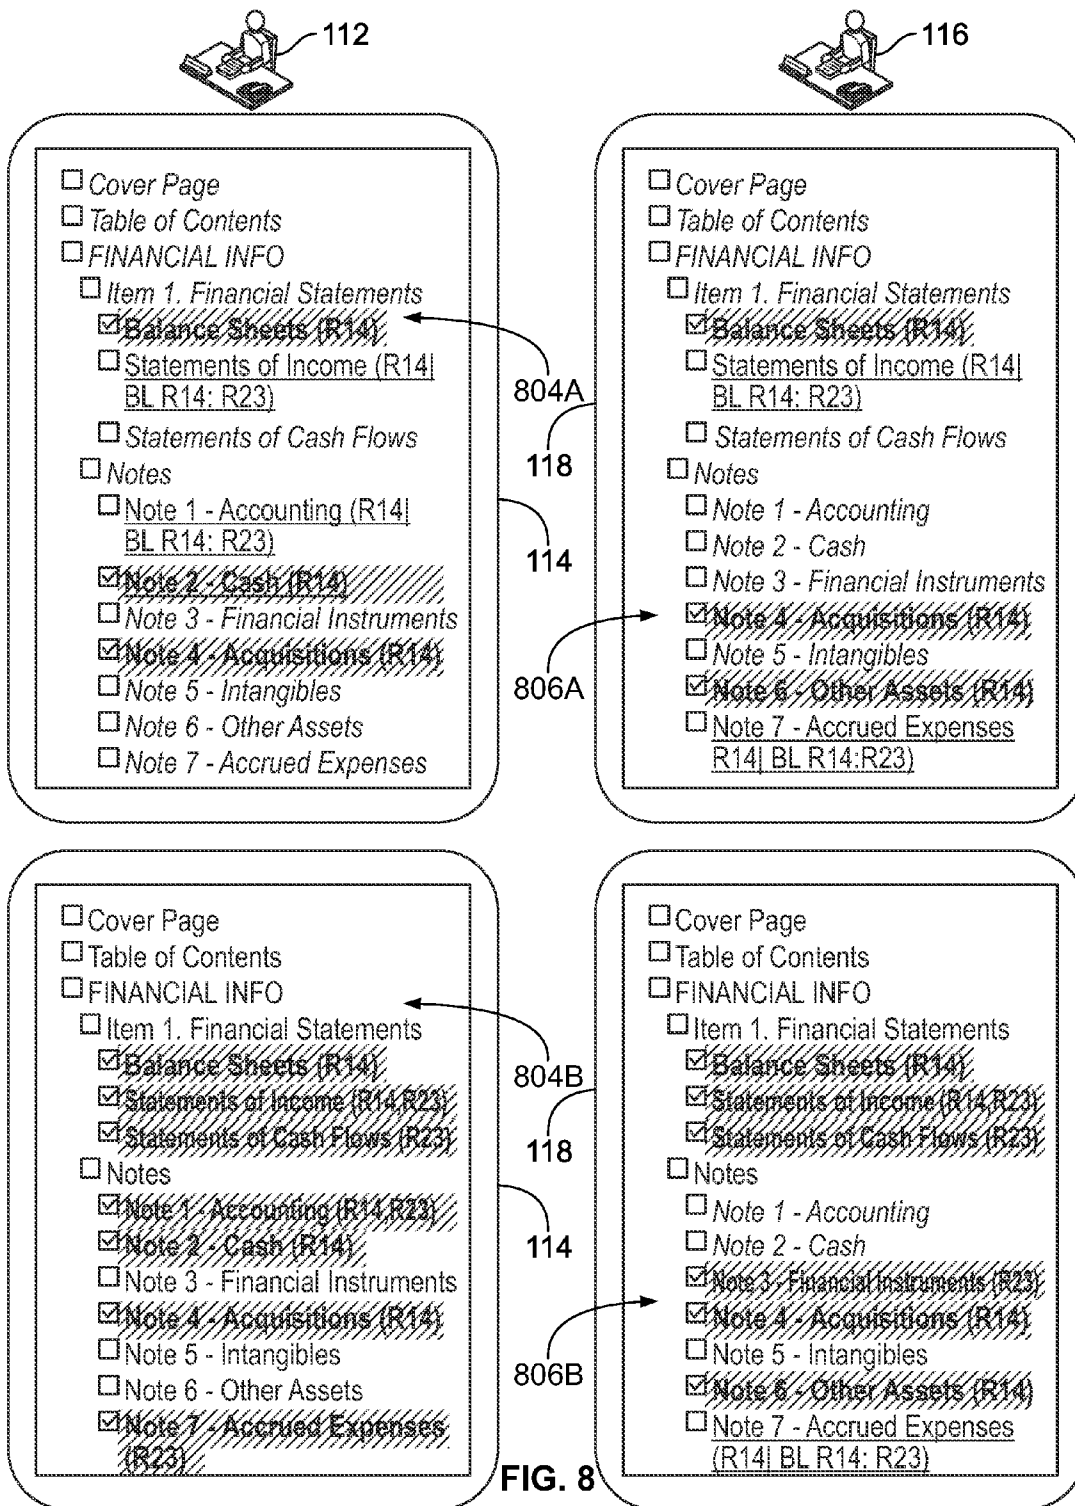 112
116
Cover Page
Table of Contents
FINANCIAL INFO
Item 1. Financial Statements
Balance Sheets (R14)
Statements of Income (R14|
BL R14: R23)
Statements of Cash Flows
Notes
Note 1 - Accounting (R14|
BL R14: R23)
Note 2 - Cash (R14)
Note 3 - Financial Instruments
Note 4 - Acquisitions (R14)
Note 5 - Intangibles
Note 6 - Other Assets
Note 7 - Accrued Expenses
804A
118
114
806A
Cover Page
Table of Contents
FINANCIAL INFO
Item 1. Financial Statements
Balance Sheets (R14)
Statements of Income (R14|
BL R14: R23)
Statements of Cash Flows
Notes
Note 1 - Accounting
Note 2 - Cash
Note 3 - Financial Instruments
Note 4 - Acquisitions (R14)
Note 5 - Intangibles
Note 6 - Other Assets (R14)
Note 7 - Accrued Expenses
R14| BL R14:R23)
Cover Page
Table of Contents
FINANCIAL INFO
Item 1. Financial Statements
Balance Sheets (R14)
Statements of Income (R14,R23)
Statements of Cash Flows (R23)
Notes
Note 1 - Accounting (R14,R23)
Note 2 - Cash (R14)
Note 3 - Financial Instruments
Note 4 - Acquisitions (R14)
Note 5 - Intangibles
Note 6 - Other Assets
Note 7 - Accrued Expenses
(R23)
804B
118
114
806B
Cover Page
Table of Contents
FINANCIAL INFO
Item 1. Financial Statements
Balance Sheets (R14)
Statements of Income (R14,R23)
Statements of Cash Flows (R23)
Notes
Note 1 - Accounting
Note 2 - Cash
Note 3 - Financial Instruments (R23)
Note 4 - Acquisitions (R14)
Note 5 - Intangibles
Note 6 - Other Assets (R14)
Note 7 - Accrued Expenses
(R14| BL R14: R23)
FIG. 8